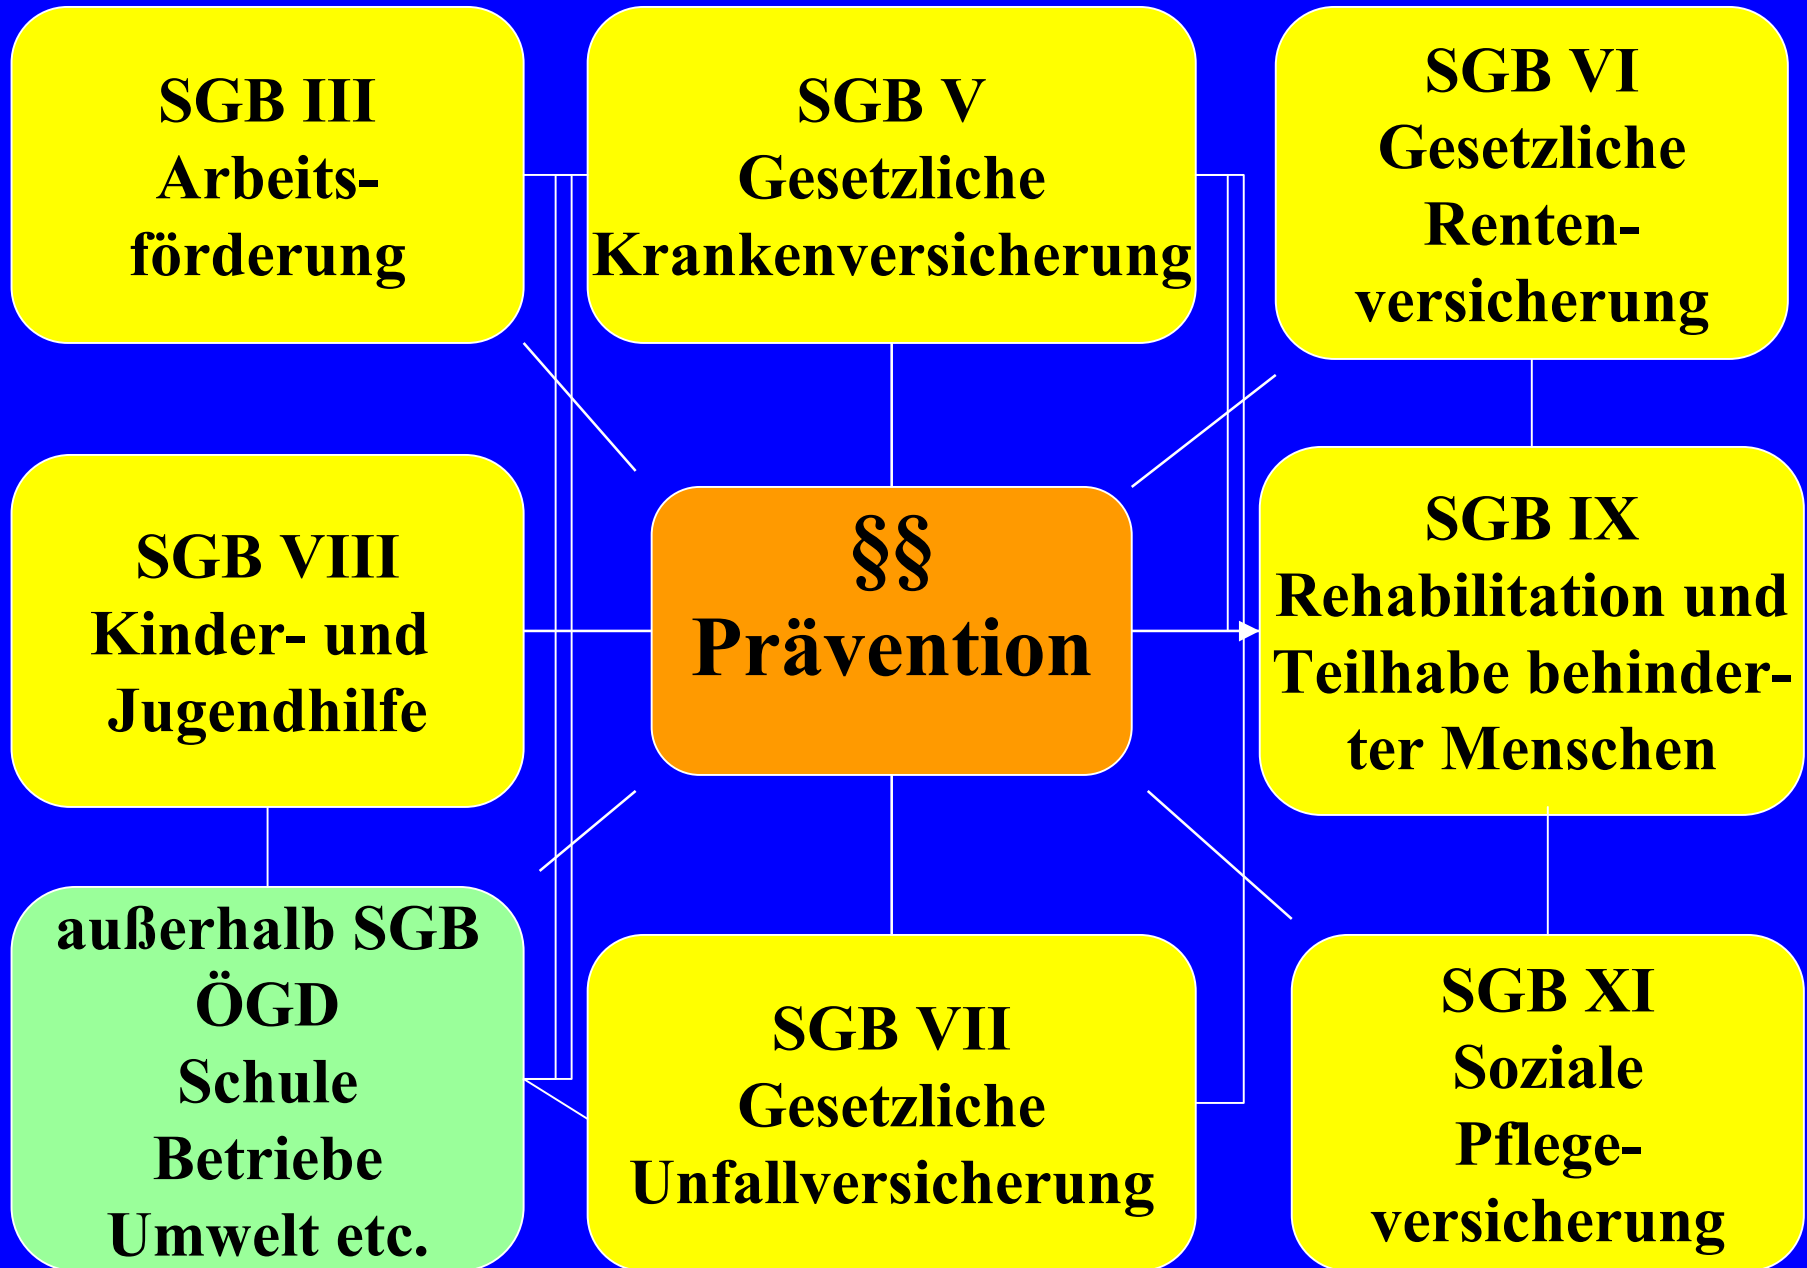 SGB III
Arbeits-
förderung
SGB V
Gesetzliche
Krankenversicherung
SGB VI
Gesetzliche
Renten-
versicherung
SGB VIII
Kinder- und
Jugendhilfe
§§
Prävention
SGB IX
Rehabilitation und
Teilhabe behinder-
ter Menschen
außerhalb SGB
ÖGD
Schule
Betriebe
Umwelt etc.
SGB VII
Gesetzliche
Unfallversicherung
SGB XI
Soziale
Pflege-
versicherung